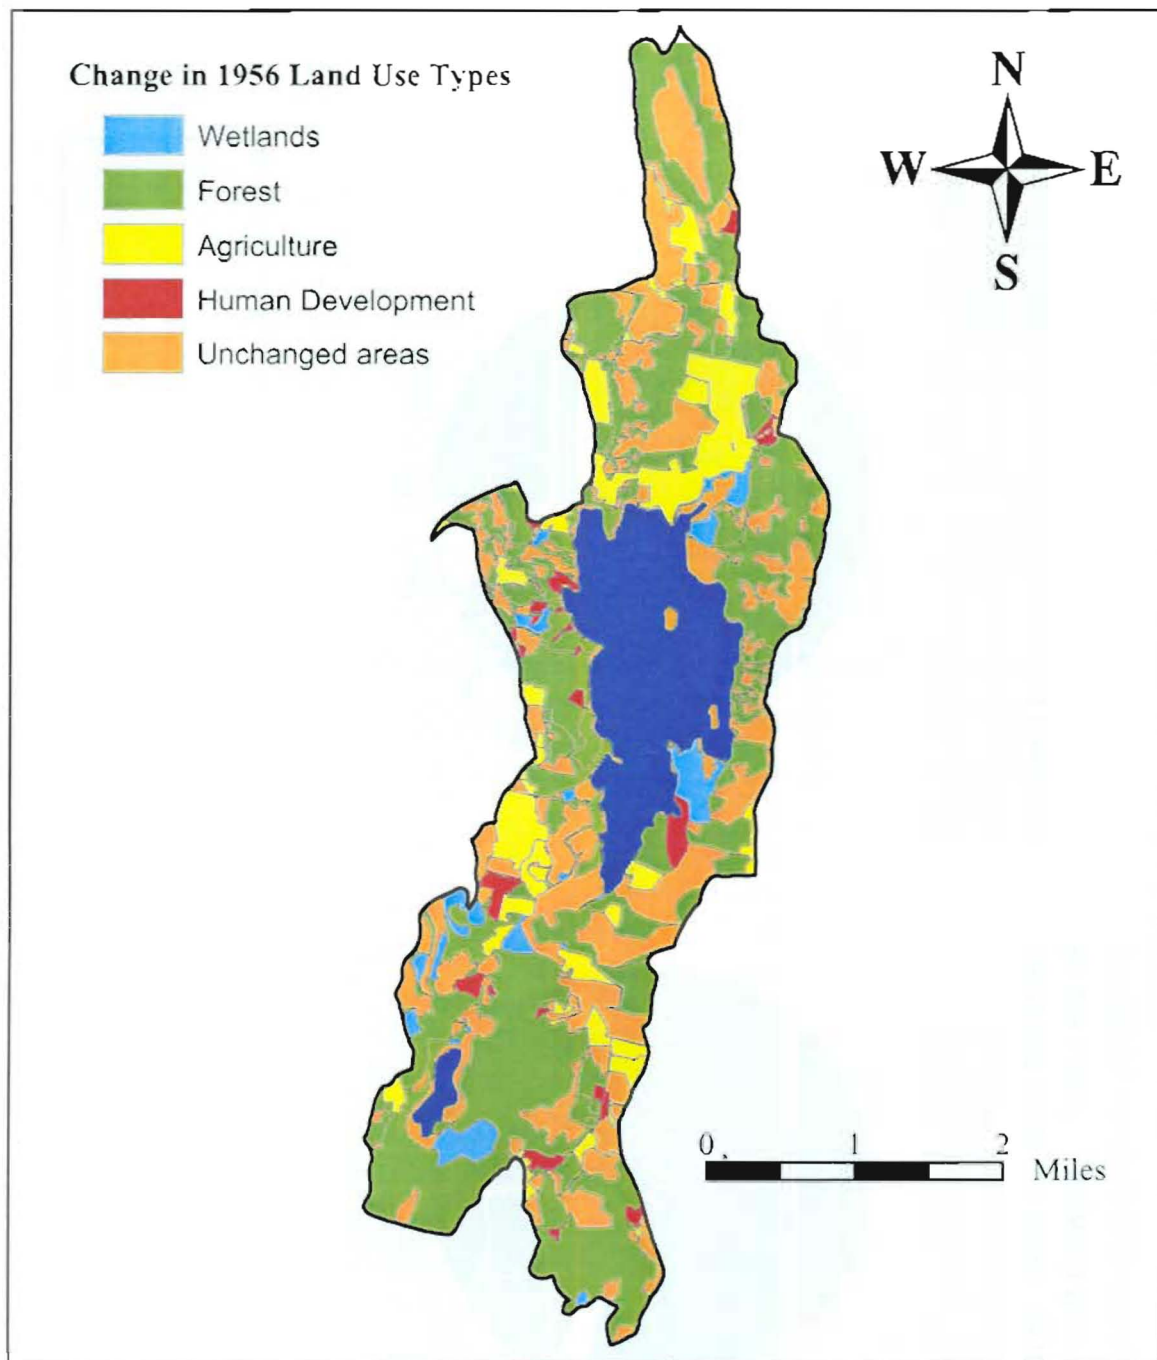 Change in 1956 Land Use Types
Wetlands
Forest
Agriculture
Human Development
Unchanged areas
N
W E
S
0 1 2
Miles